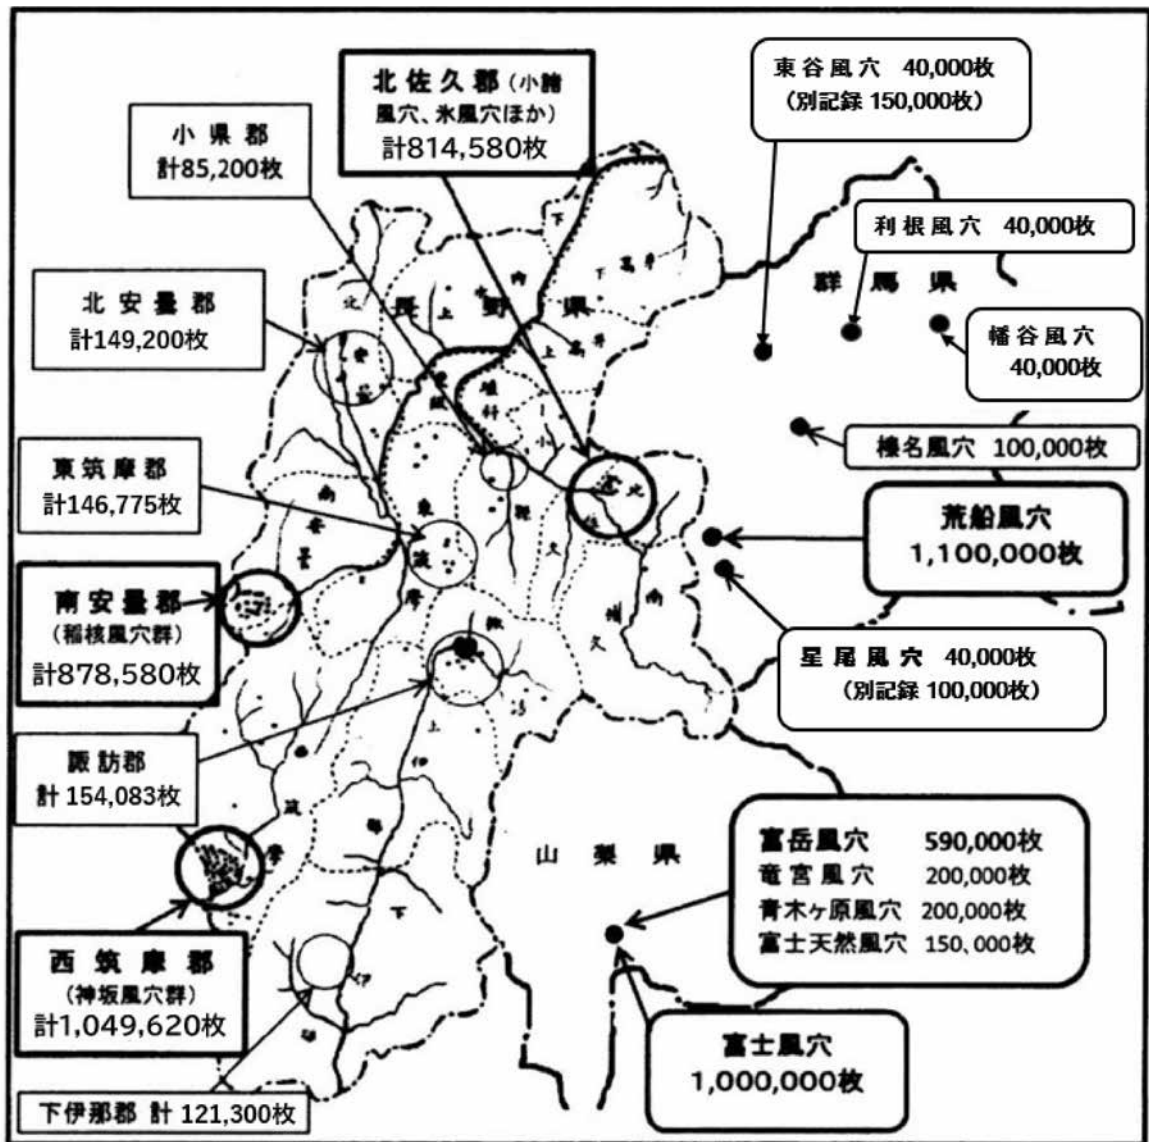 北佐久郡（小諸
風穴、氷風穴ほか）
計814,580枚
東谷風穴 40,000枚
（別記録 150,000枚）
小県郡
計85,200枚
利根風穴 40,000枚
群馬県
北安曇郡
計149,200枚
長野県
幡谷風穴
40,000枚
榛名風穴 100,000枚
東筑摩郡
計146,775枚
荒船風穴
1,100,000枚
南安曇郡
（稲核風穴群）
計878,580枚
星尾風穴 40,000枚
（別記録 100,000枚）
諏訪郡
計 154,083枚
山梨県
富岳風穴 590,000枚
竜宮風穴 200,000枚
青木ヶ原風穴 200,000枚
富士天然風穴 150,000枚
西筑摩郡
（神坂風穴群）
計1,049,620枚
富士風穴
1,000,000枚
下伊那郡 計 121,300枚